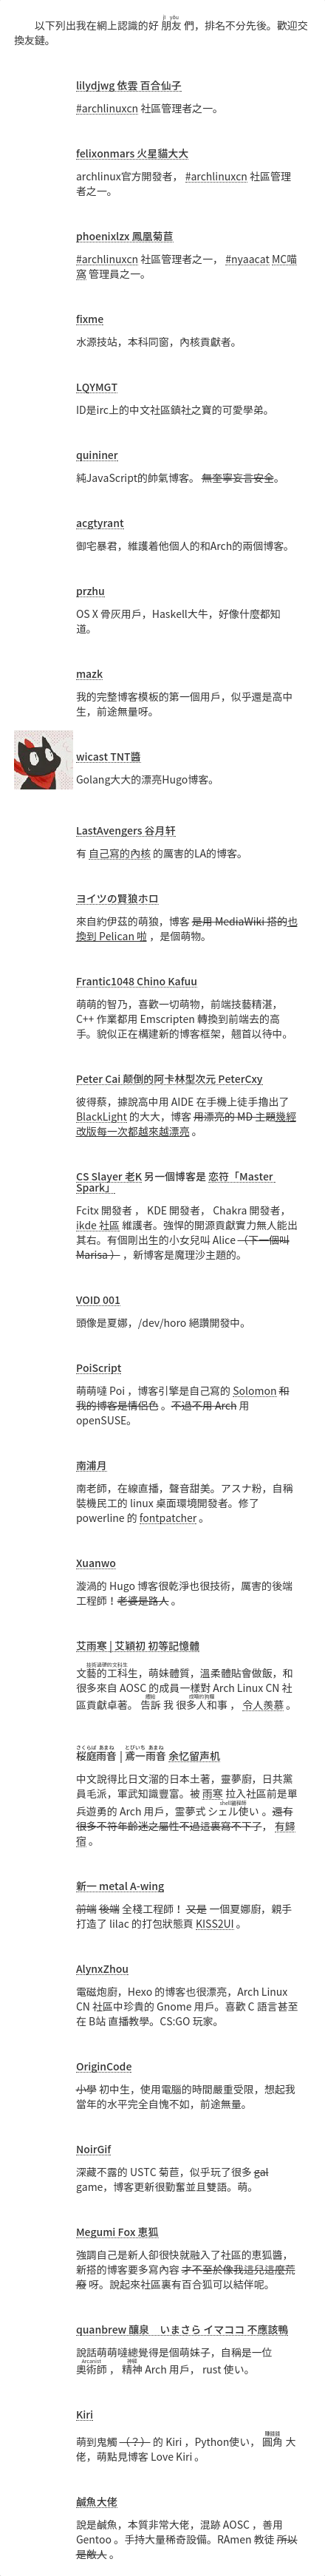 以下列出我在網上認識的好 朋友 們，排名不分先後。歡迎交
換友鏈。
lilydjwg 依雲 百合仙子
#archlinuxcn 社區管理者之一。
felixonmars 火星貓大大
archlinux官方開發者， #archlinuxcn 社區管理
者之一。
phoenixlzx 鳳凰菊苣
#archlinuxcn 社區管理者之一， #nyaacat MC喵
窩 管理員之一。
fixme
水源技站，本科同窗，內核貢獻者。
LQYMGT
ID是irc上的中文社區鎮社之寶的可愛學弟。
quininer
純JavaScript的帥氣博客。 無奎寧妄言安全。
acgtyrant
御宅暴君，維護着他個人的和Arch的兩個博客。
przhu
OS X 骨灰用戶，Haskell大牛，好像什麼都知
道。
mazk
我的完整博客模板的第一個用戶，似乎還是高中
生，前途無量呀。
wicast TNT醬
Golang大大的漂亮Hugo博客。
LastAvengers 谷月轩
有 自己寫的內核 的厲害的LA的博客。
ヨイツの賢狼ホロ
來自約伊茲的萌狼，博客 是用 MediaWiki 搭的也
換到 Pelican 啦 ，是個萌物。
Frantic1048 Chino Kafuu
萌萌的智乃，喜歡一切萌物，前端技藝精湛，
C++ 作業都用 Emscripten 轉換到前端去的高
手。貌似正在構建新的博客框架，翹首以待中。
Peter Cai 颠倒的阿卡林型次元 PeterCxy
彼得蔡，據說高中用 AIDE 在手機上徒手擼出了
BlackLight 的大大，博客 用漂亮的 MD 主題幾經
改版每一次都越來越漂亮 。
CS Slayer 老K 另一個博客是 恋符「Master
Spark」
Fcitx 開發者 ， KDE 開發者， Chakra 開發者，
ikde 社區 維護者。強悍的開源貢獻實力無人能出
其右。有個剛出生的小女兒叫 Alice （下一個叫
Marisa ） ，新博客是魔理沙主題的。
VOID 001
頭像是夏娜，/dev/horo 絕讚開發中。
PoiScript
萌萌噠 Poi ，博客引擎是自己寫的 Solomon 和
我的博客是情侶色 。不過不用 Arch 用
openSUSE。
南浦月
南老師，在線直播，聲音甜美。アスナ粉，自稱
裝機民工的 linux 桌面環境開發者。修了
powerline 的 fontpatcher 。
Xuanwo
漩渦的 Hugo 博客很乾淨也很技術，厲害的後端
工程師！老婆是路人 。
艾雨寒 | 艾穎初 初等記憶體
文藝的工科生，萌妹體質，溫柔體貼會做飯，和
很多來自 AOSC 的成員一樣對 Arch Linux CN 社
區貢獻卓著。 告訴 我 很多人和事 ， 令人羨慕 。
さくらば あまね とびいち あまね
桜庭雨音 | 鳶一雨音 余忆留声机
中文說得比日文溜的日本土著，靈夢廚，日共黨
員毛派，軍武知識豐富。被 雨寒 拉入社區前是單
兵遊勇的 Arch 用戶，靈夢式 シェル使い 。還有
很多不符年齡迷之屬性不過這裏寫不下了， 有歸
宿 。
新一 metal A-wing
前端 後端 全棧工程師！ 又是 一個夏娜廚，親手
打造了 lilac 的打包狀態頁 KISS2UI 。
AlynxZhou
電磁炮廚，Hexo 的博客也很漂亮，Arch Linux
CN 社區中珍貴的 Gnome 用戶。喜歡 C 語言甚至
在 B站 直播教學。CS:GO 玩家。
OriginCode
小學 初中生，使用電腦的時間嚴重受限，想起我
當年的水平完全自愧不如，前途無量。
NoirGif
深藏不露的 USTC 菊苣，似乎玩了很多 gal
game，博客更新很勤奮並且雙語。萌。
Megumi Fox 惠狐
強調自己是新人卻很快就融入了社區的恵狐醬，
新搭的博客要多寫內容 才不至於像我這兒這麼荒
廢 呀。說起來社區裏有百合狐可以結伴呢。
quanbrew 釀泉 いまさら イマココ 不應該鴨
說話萌萌噠總覺得是個萌妹子，自稱是一位
Arcanist
奧術師 ， 精神 Arch 用戶， rust 使い。
Kiri
萌到鬼觸 （？） 的 Kiri ，Python使い， 圓角 大
佬，萌點見博客 Love Kiri 。
鹹魚大佬
說是鹹魚，本質非常大佬，混跡 AOSC ，善用
Gentoo 。手持大量稀奇設備。RAmen 教徒 所以
是敵人 。